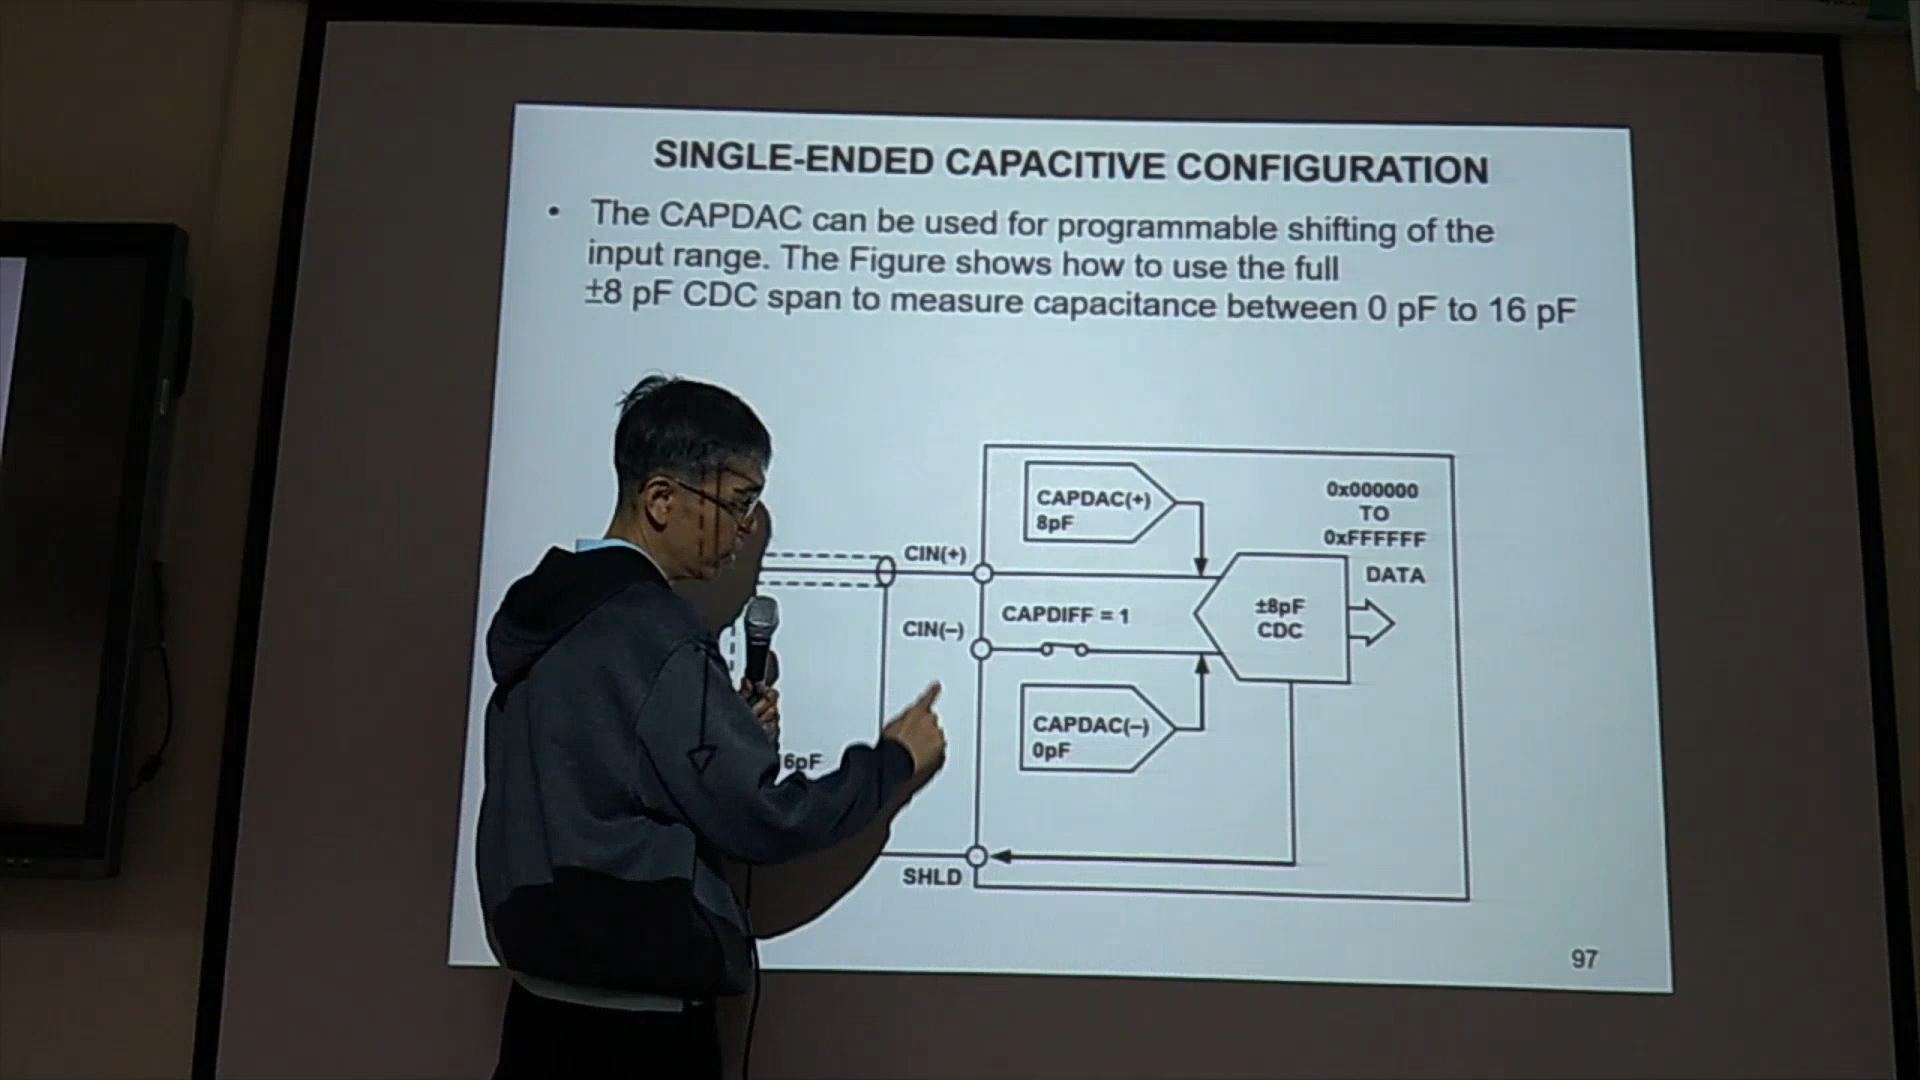 SINGLE-ENDED CAPACITIVE CONFIGURATION
• The CAPDAC can be used for programmable shifting of the
input range. The Figure shows how to use the full
±8 pF CDC span to measure capacitance between 0 pF to 16 pF
CAPDAC(+)
8pF
0x000000
TO
0xFFFFFF
DATA
CIN(+)
CAPDIFF = 1
±8pF
CDC
CIN(–)
CAPDAC(–)
0pF
6pF
SHLD
97